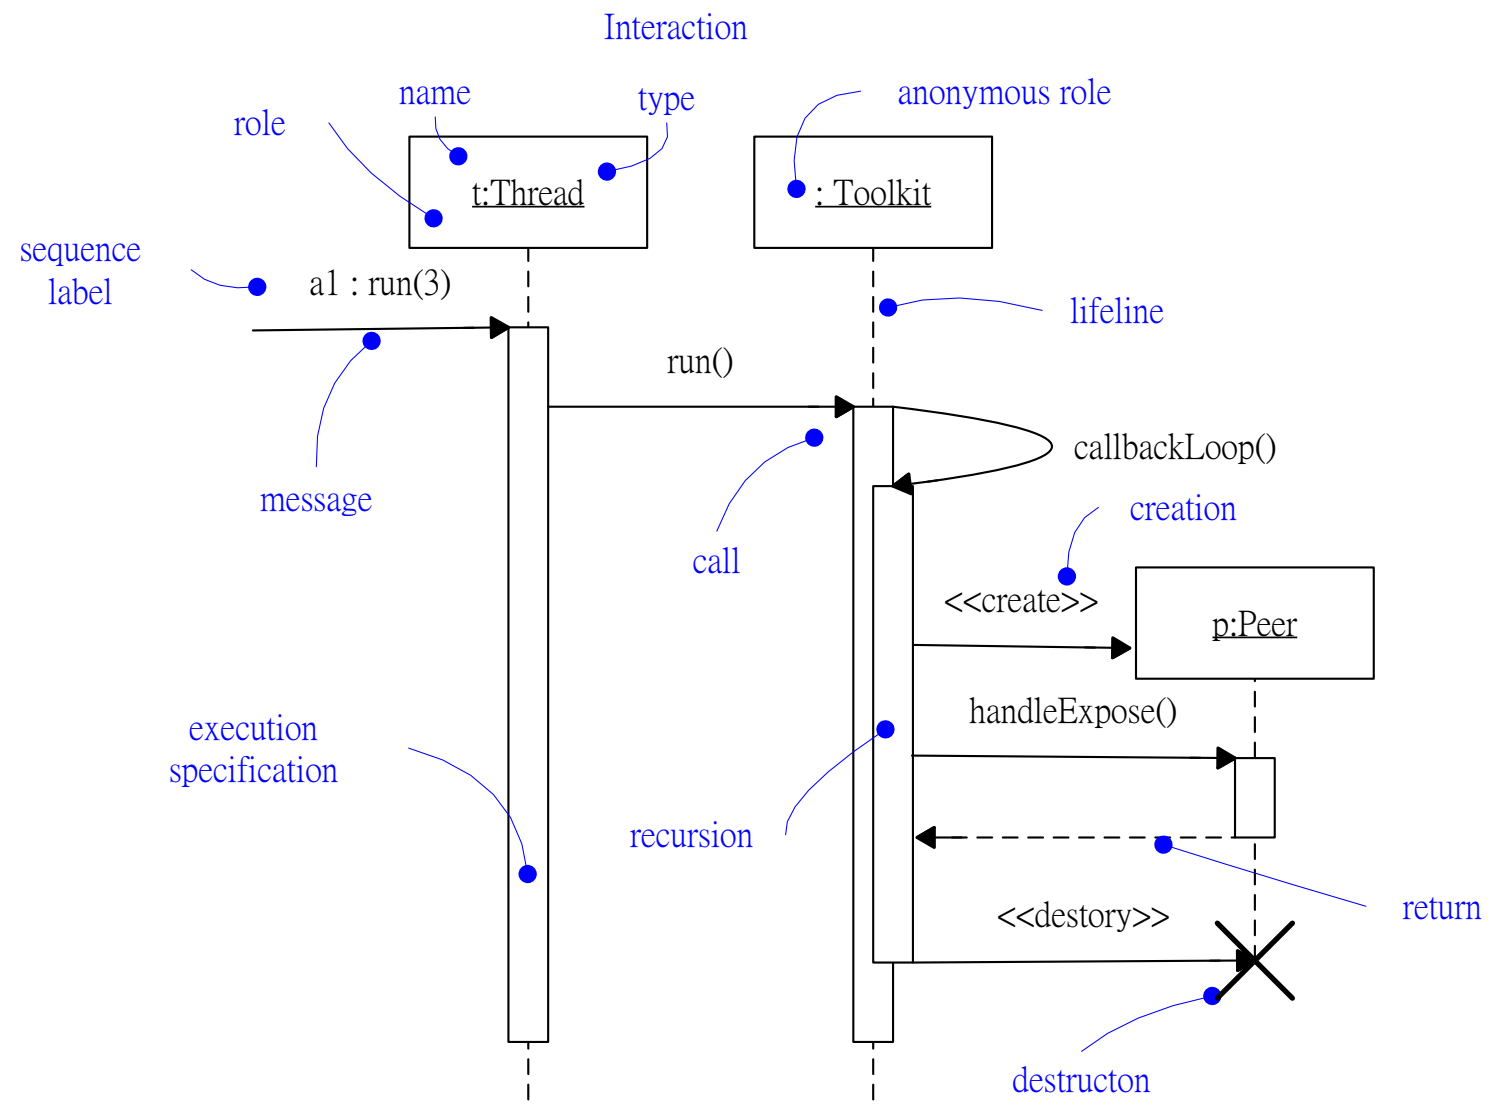 Interaction
name
type
anonymous role
role
t:Thread
: Toolkit
sequence
label
a1 : run(3)
lifeline
run()
callbackLoop()
message
creation
call
<<create>>
p:Peer
handleExpose()
execution
specification
recursion
return
<<destory>>
destructon